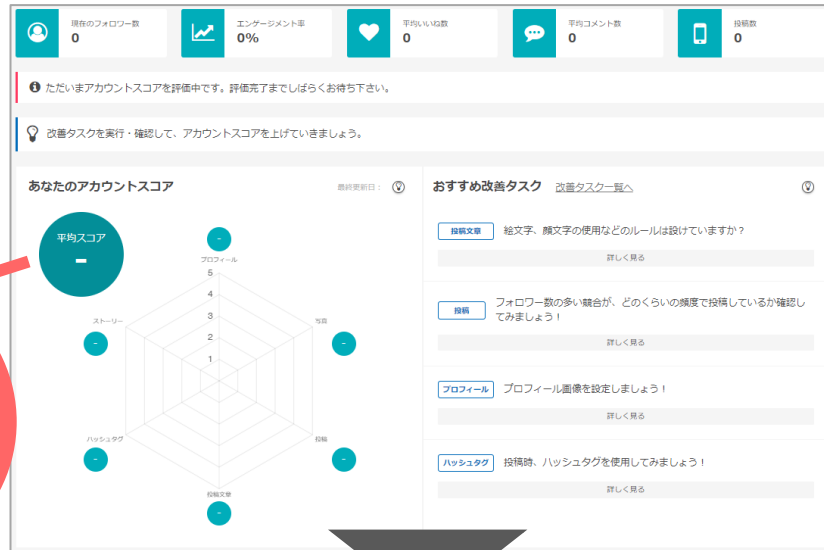 現在のフォロワー数
0
エンゲージメント率
0%
平均いいね数
0
平均コメント数
0
投稿数
0
ただいまアカウントスコアを評価中です。評価完了までしばらくお待ち下さい。
改善タスクを実行・確認して、アカウントスコアを上げていきましょう。
あなたのアカウントスコア
最終更新日：
平均スコア
-
-
プロフィール
5
4
3
2
1
ストーリー
-
写真
-
ハッシュタグ
-
投稿
-
投稿文章
-
おすすめ改善タスク 改善タスク一覧へ
投稿文章 絵文字、顔文字の使用などのルールは設けていますか？
詳しく見る
投稿 フォロワー数の多い競合が、どのくらいの頻度で投稿しているか確認し
てみましょう！
詳しく見る
プロフィール プロフィール画像を設定しましょう！
詳しく見る
ハッシュタグ 投稿時、ハッシュタグを使用してみましょう！
詳しく見る